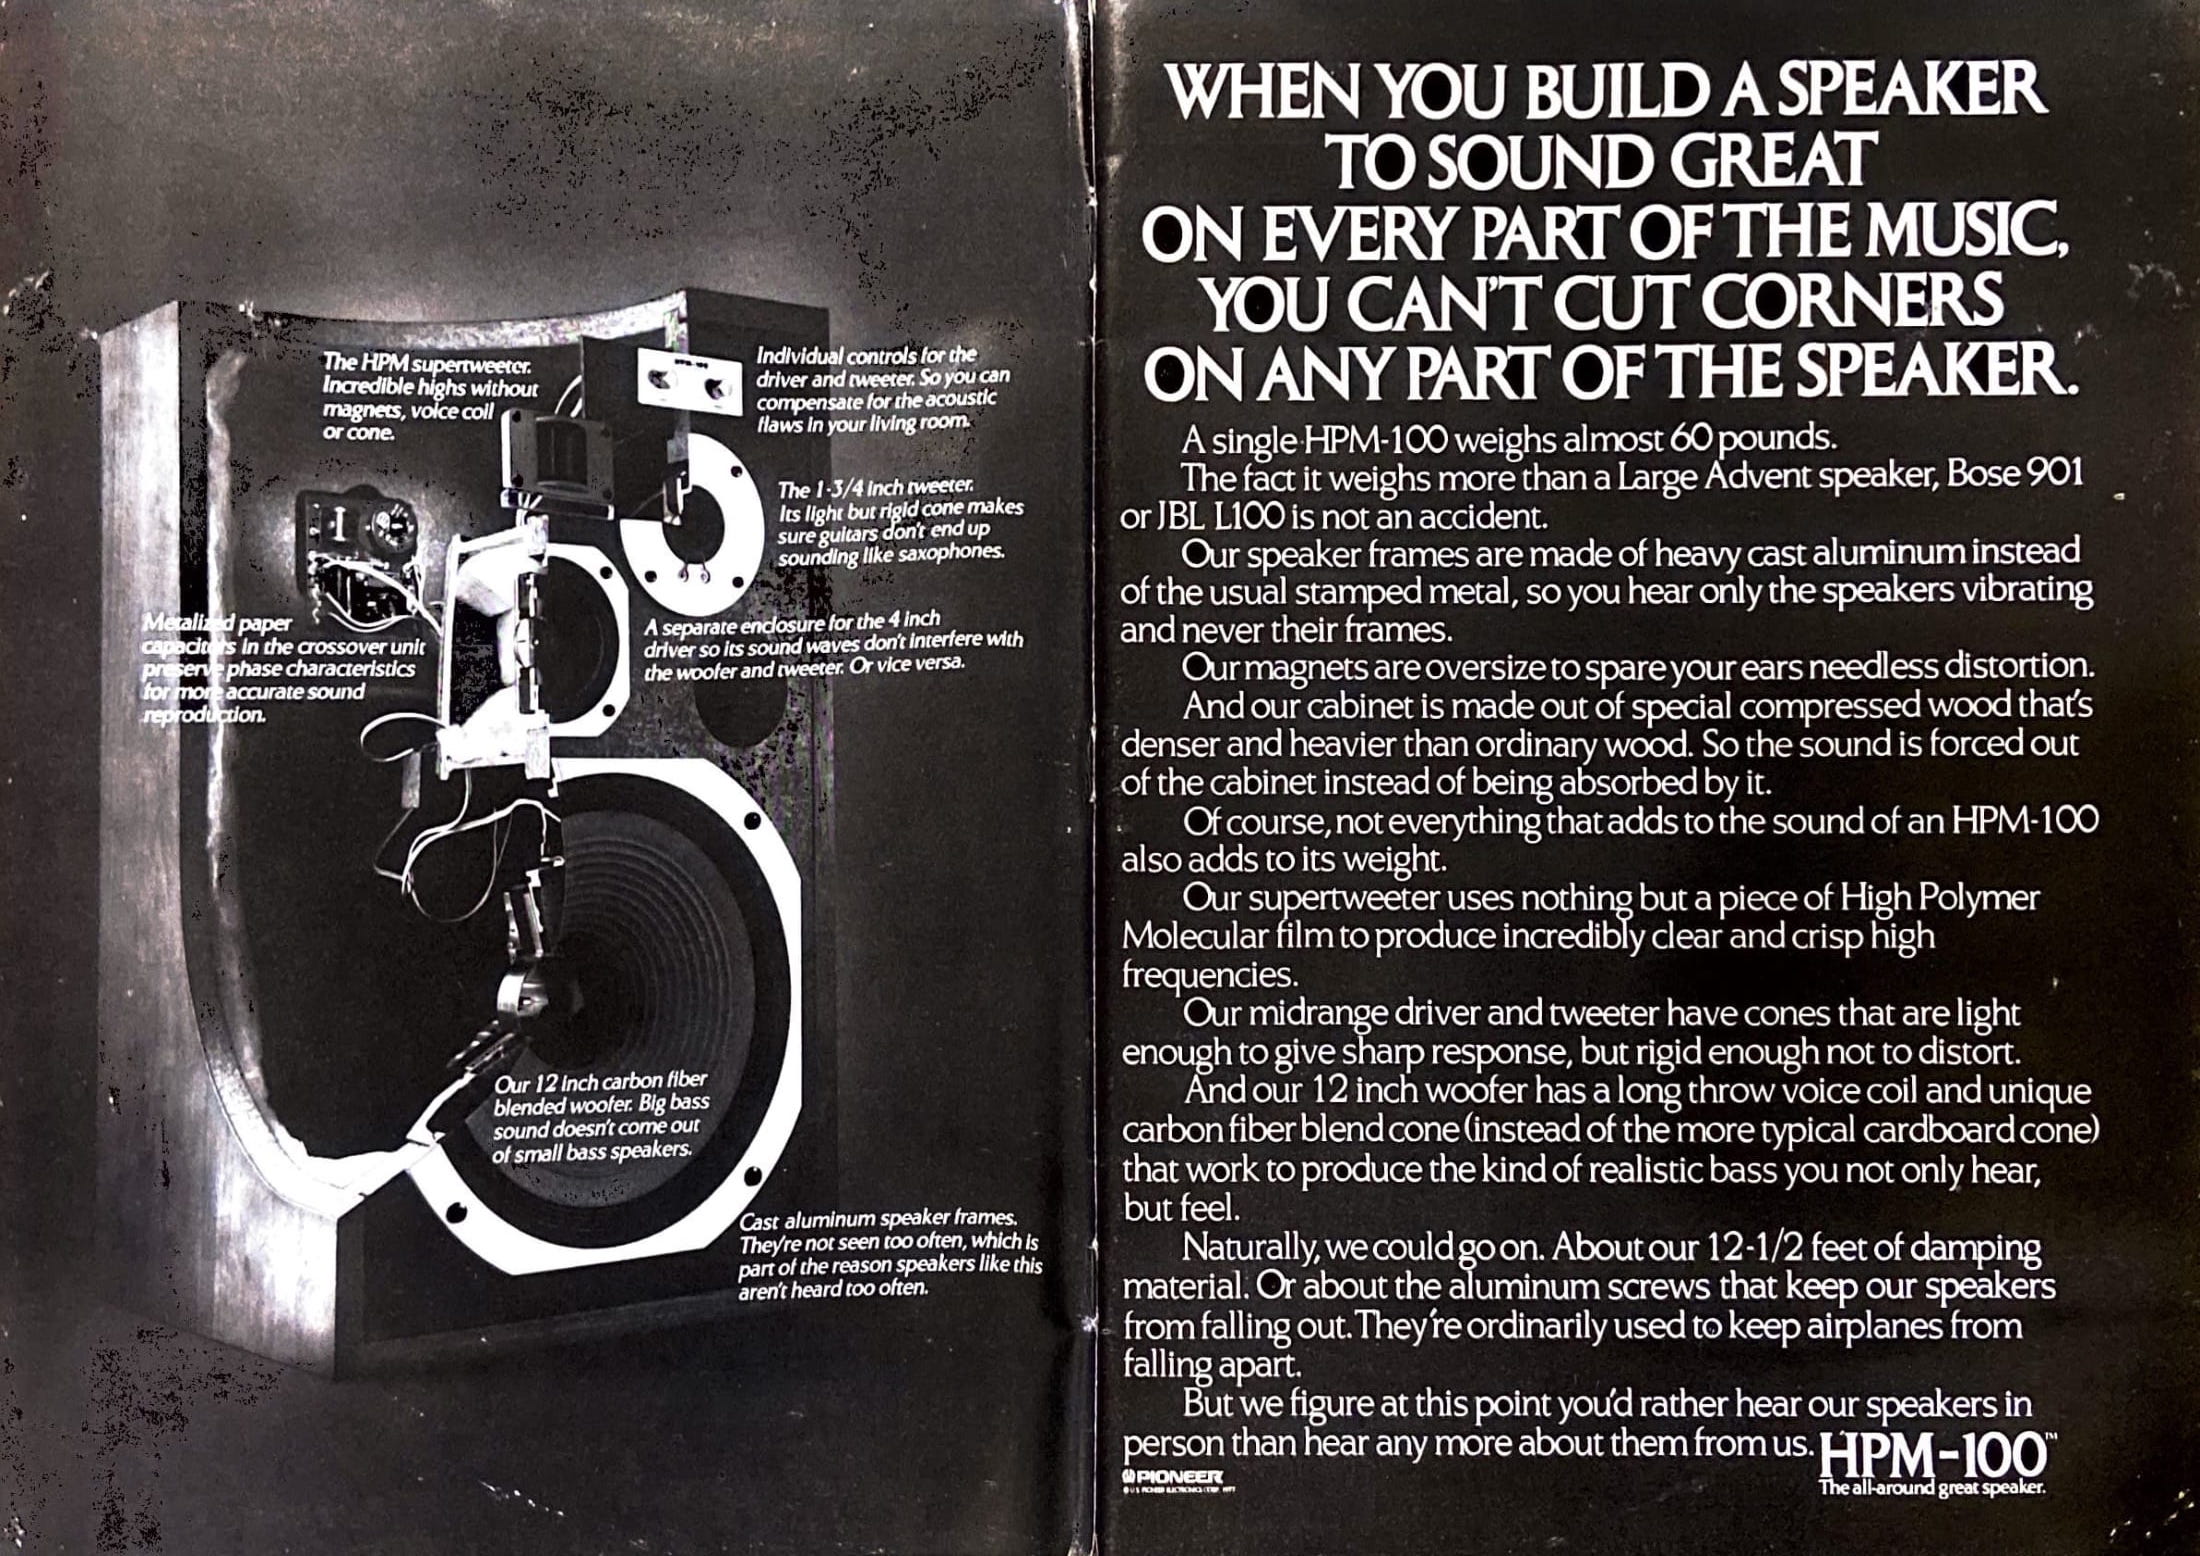 The HPM supertweeter.
Incredible highs without
magnets, voice coil
or cone.
Individual controls for the
driver and tweeter. So you can
compensate for the acoustic
flaws in your living room.
The 1-3/4 inch tweeter.
Its light but rigid cone makes
sure guitars don't end up
sounding like saxophones.
Metalized paper
capacitors in the crossover unit
preserve phase characteristics
for more accurate sound
reproduction.
A separate enclosure for the 4 inch
driver so its sound waves don't interfere with
the woofer and tweeter. Or vice versa.
Our 12 inch carbon fiber
blended woofer. Big bass
sound doesn't come out
of small bass speakers.
Cast aluminum speaker frames.
They're not seen too often, which is
part of the reason speakers like this
aren't heard too often.
WHEN YOU BUILD A SPEAKER
TO SOUND GREAT
ON EVERY PART OF THE MUSIC,
YOU CAN'T CUT CORNERS
ON ANY PART OF THE SPEAKER.
A single HPM-100 weighs almost 60 pounds.
The fact it weighs more than a Large Advent speaker, Bose 901
or JBL L100 is not an accident.
Our speaker frames are made of heavy cast aluminum instead
of the usual stamped metal, so you hear only the speakers vibrating
and never their frames.
Our magnets are oversize to spare your ears needless distortion.
And our cabinet is made out of special compressed wood that's
denser and heavier than ordinary wood. So the sound is forced out
of the cabinet instead of being absorbed by it.
Of course, not everything that adds to the sound of an HPM-100
also adds to its weight.
Our supertweeter uses nothing but a piece of High Polymer
Molecular film to produce incredibly clear and crisp high
frequencies.
Our midrange driver and tweeter have cones that are light
enough to give sharp response, but rigid enough not to distort.
And our 12 inch woofer has a long throw voice coil and unique
carbon fiber blend cone (instead of the more typical cardboard cone)
that work to produce the kind of realistic bass you not only hear,
but feel.
Naturally, we could go on. About our 12-1/2 feet of damping
material. Or about the aluminum screws that keep our speakers
from falling out. They're ordinarily used to keep airplanes from
falling apart.
But we figure at this point you'd rather hear our speakers in
person than hear any more about them from us. HPM-100™
PIONEER
The all-around great speaker.